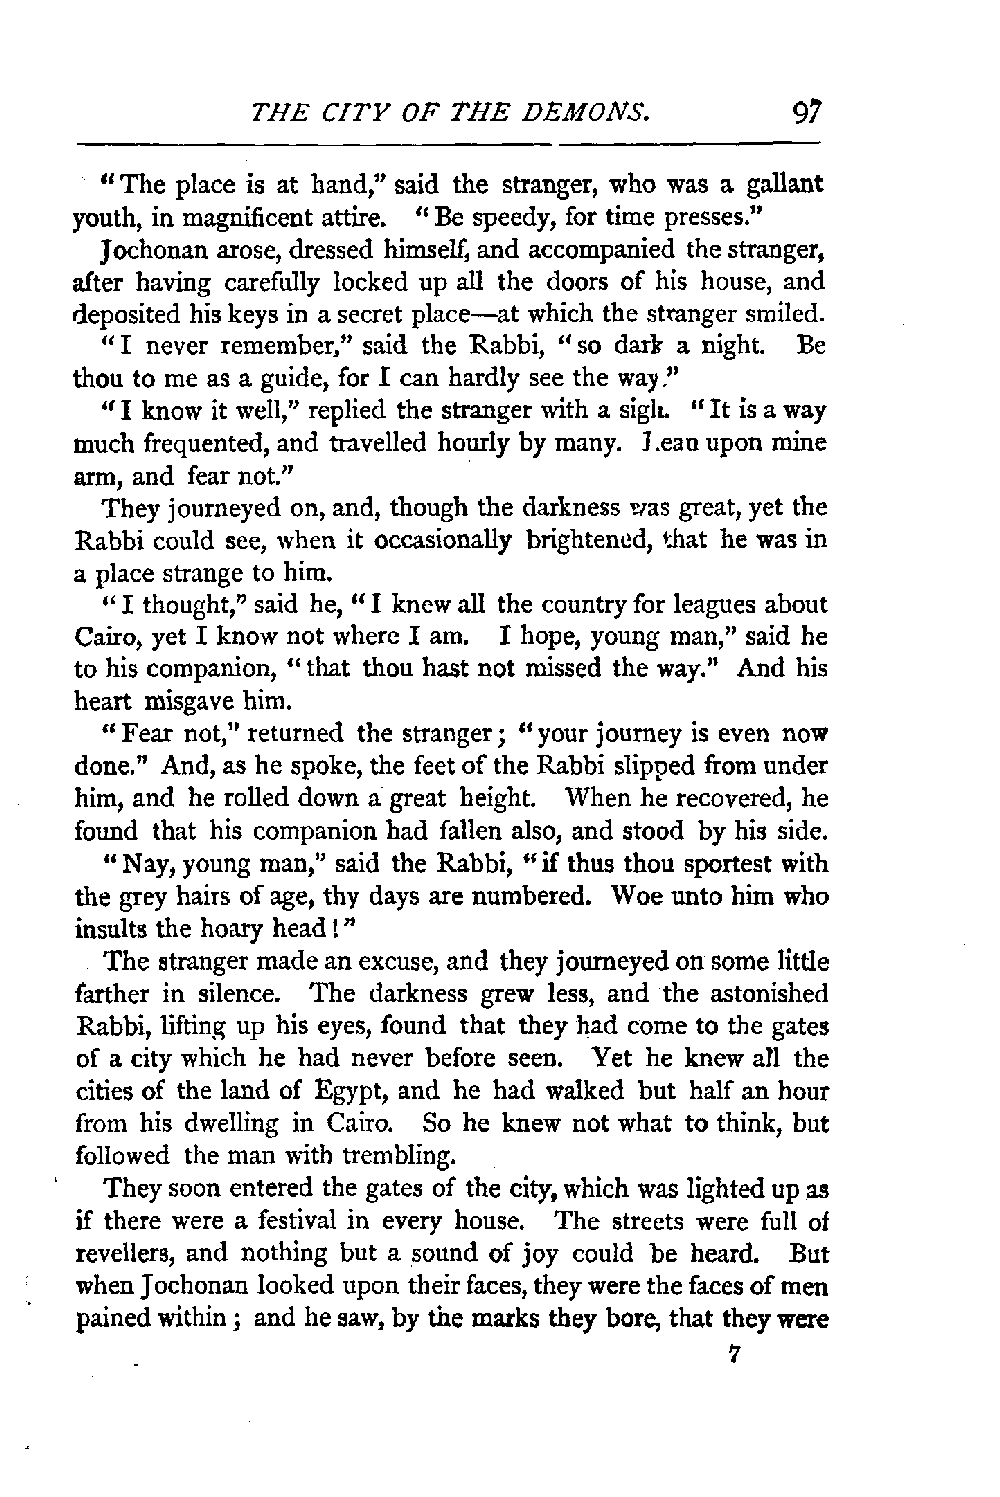 THE CITY OF THE DEMONS. 97
"The place is at hand," said the stranger, who was a gallant
youth, in magnificent attire. "Be speedy, for time presses."
Jochonan arose, dressed himself, and accompanied the stranger,
after having carefully locked up all the doors of his house, and
deposited his keys in a secret place—at which the stranger smiled.
"I never remember," said the Rabbi, "so dark a night. Be
thou to me as a guide, for I can hardly see the way."
"I know it well," replied the stranger with a sigh. "It is a way
much frequented, and travelled hourly by many. Lean upon mine
arm, and fear not."
They journeyed on, and, though the darkness was great, yet the
Rabbi could see, when it occasionally brightened, that he was in
a place strange to him.
"I thought," said he, "I knew all the country for leagues about
Cairo, yet I know not where I am. I hope, young man," said he
to his companion, "that thou hast not missed the way." And his
heart misgave him.
"Fear not," returned the stranger; "your journey is even now
done." And, as he spoke, the feet of the Rabbi slipped from under
him, and he rolled down a great height. When he recovered, he
found that his companion had fallen also, and stood by his side.
"Nay, young man," said the Rabbi, "if thus thou sportest with
the grey hairs of age, thy days are numbered. Woe unto him who
insults the hoary head!"
The stranger made an excuse, and they journeyed on some little
farther in silence. The darkness grew less, and the astonished
Rabbi, lifting up his eyes, found that they had come to the gates
of a city which he had never before seen. Yet he knew all the
cities of the land of Egypt, and he had walked but half an hour
from his dwelling in Cairo. So he knew not what to think, but
followed the man with trembling.
They soon entered the gates of the city, which was lighted up as
if there were a festival in every house. The streets were full of
revellers, and nothing but a sound of joy could be heard. But
when Jochonan looked upon their faces, they were the faces of men
pained within; and he saw, by the marks they bore, that they were
7